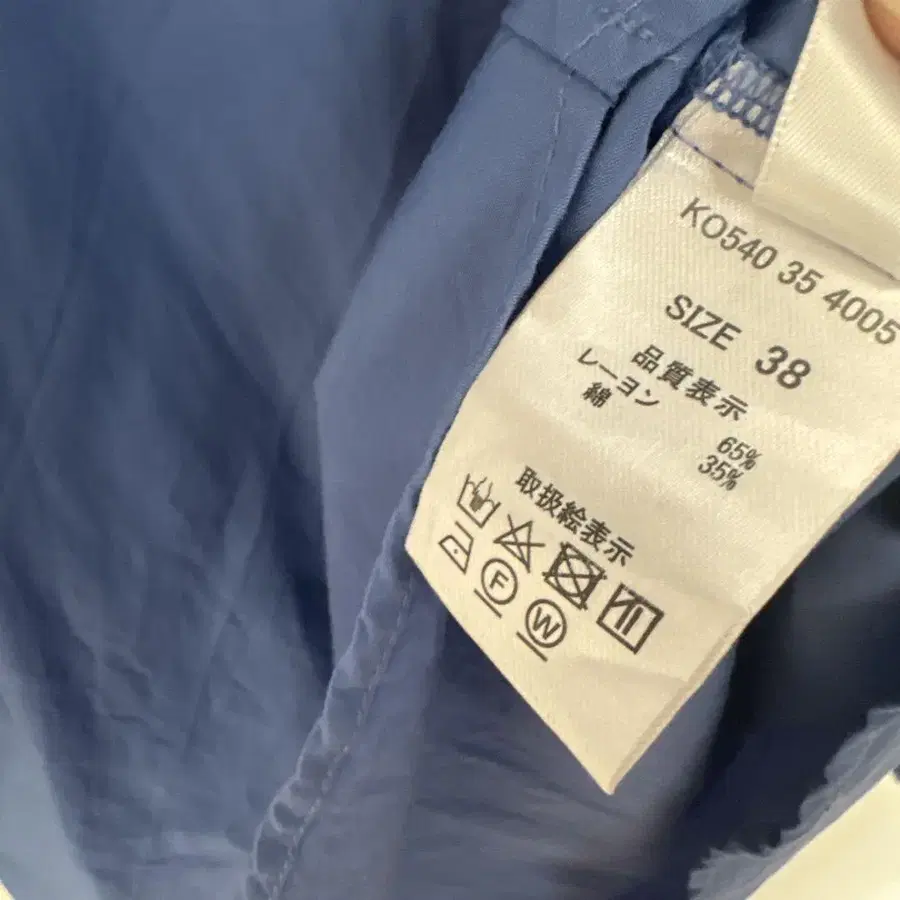 KO540 35 4005
SIZE 38
品質表示
レーヨン 65%
綿 35%
取扱絵表示
F
W